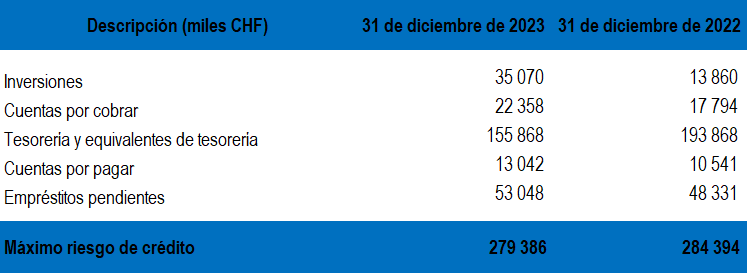 Descripción (miles CHF) 31 de diciembre de 2023 31 de diciembre de 2022
Inversiones 35 070 13 860
Cuentas por cobrar 22 358 17 794
Tesorería y equivalentes de tesorería 155 868 193 868
Cuentas por pagar 13 042 10 541
Empréstitos pendientes 53 048 48 331
Máximo riesgo de crédito 279 386 284 394